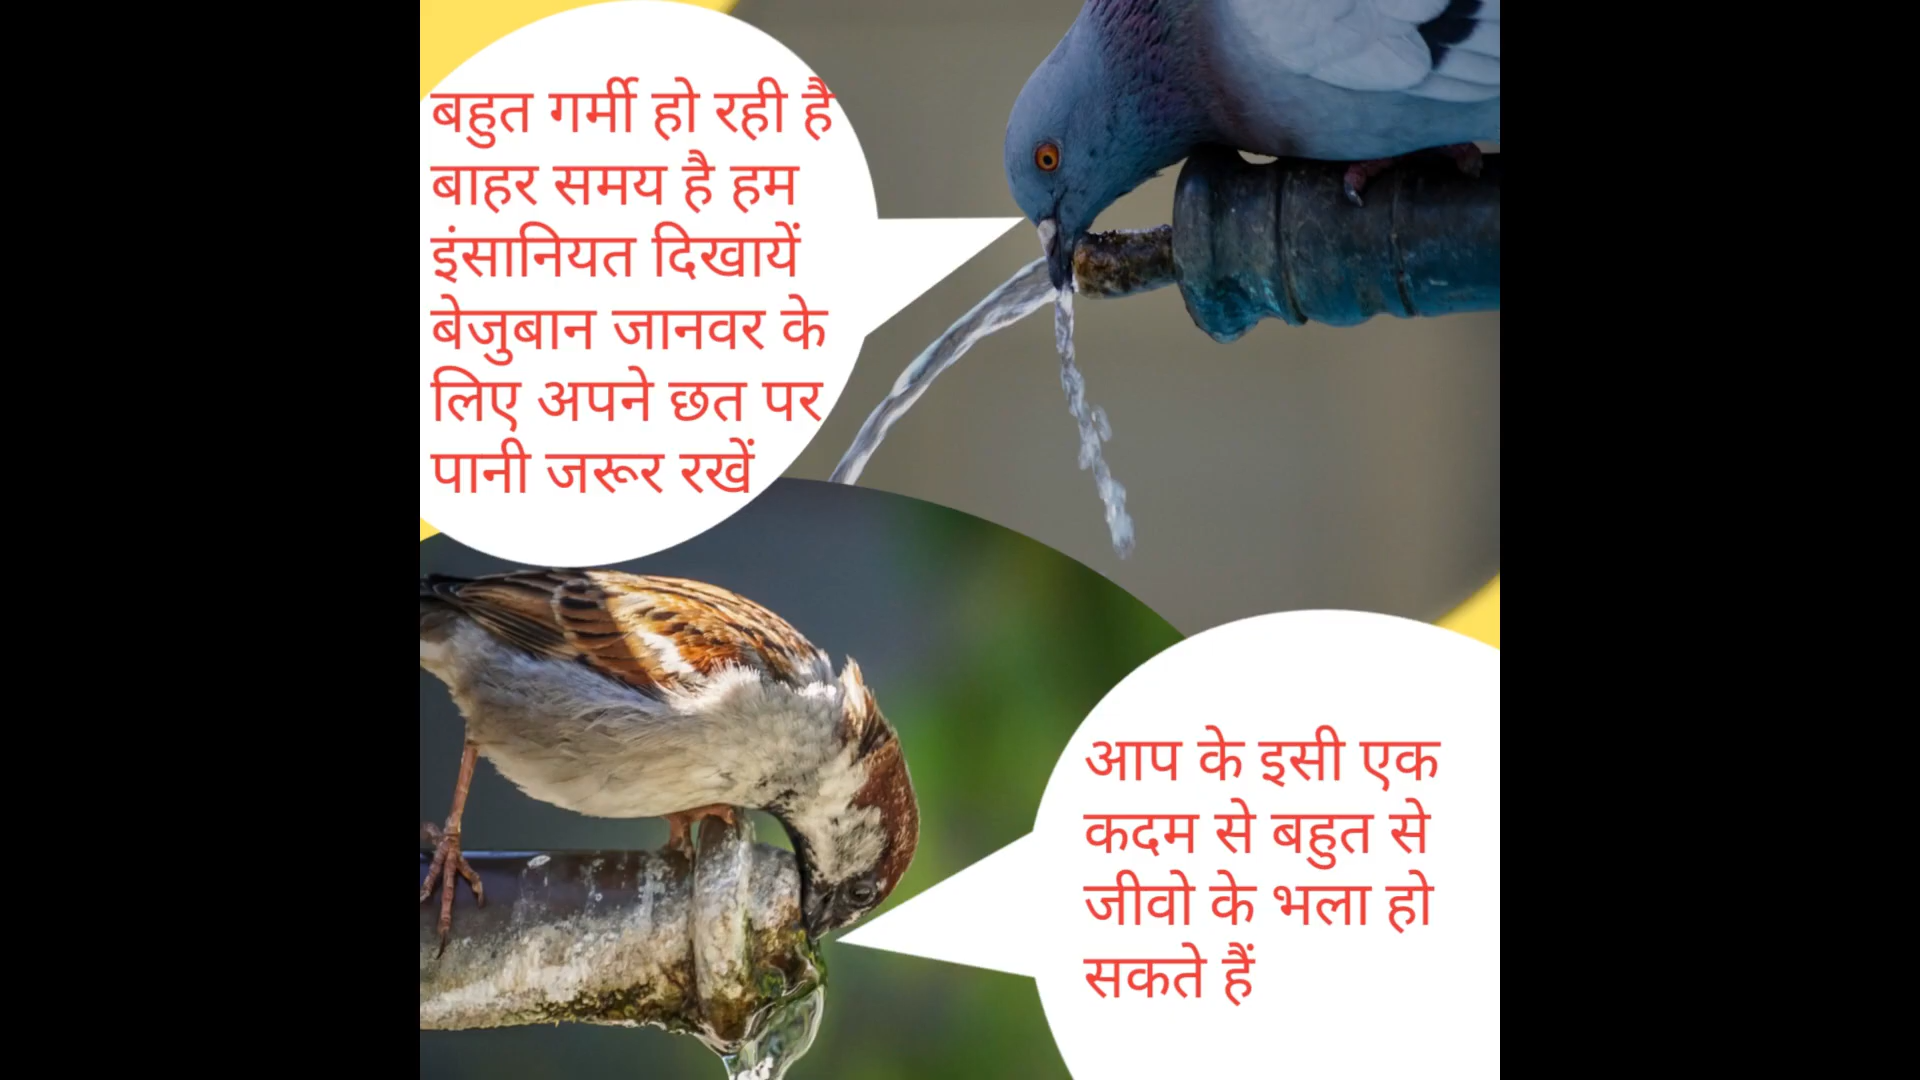 बहुत गर्मी हो रही है
बाहर समय है हम
इंसानियत दिखायें
बेजुबान जानवर के
लिए अपने छत पर
पानी जरूर रखें
आप के इसी एक
कदम से बहुत से
जीवो के भला हो
सकते हैं